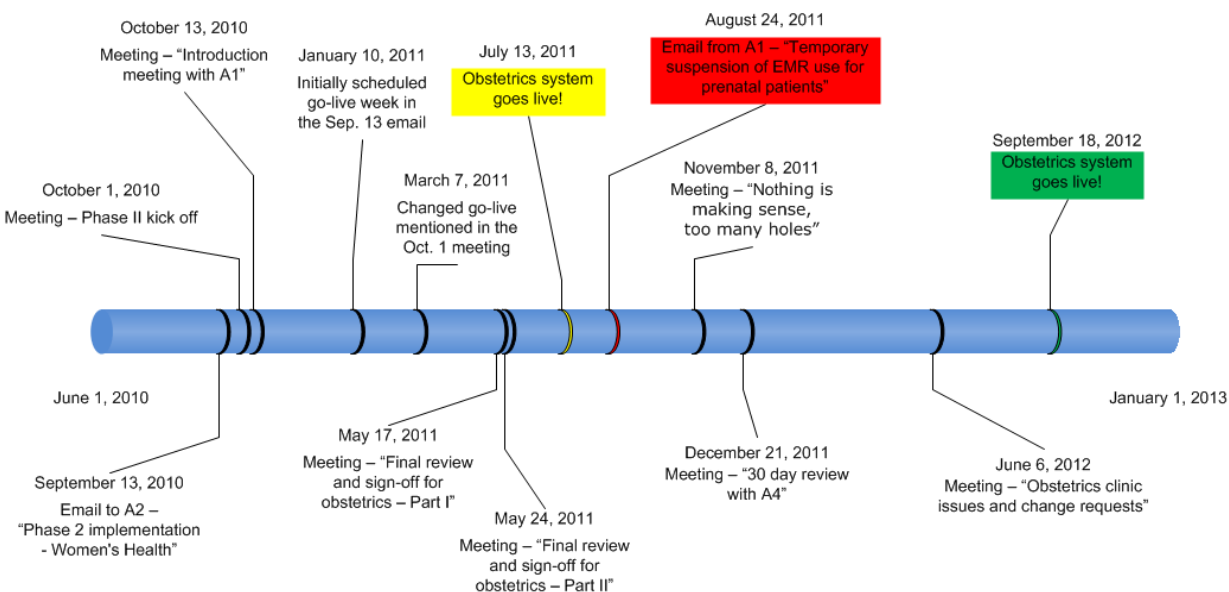 October 13, 2010
Meeting – “Introduction
meeting with A1”
January 10, 2011
Initially scheduled
go-live week in
the Sep. 13 email
July 13, 2011
Obstetrics system
goes live!
August 24, 2011
Email from A1 – “Temporary
suspension of EMR use for
prenatal patients”
September 18, 2012
Obstetrics system
goes live!
October 1, 2010
Meeting – Phase II kick off
March 7, 2011
Changed go-live
mentioned in the
Oct. 1 meeting
November 8, 2011
Meeting – “Nothing is
making sense,
too many holes”
June 1, 2010
January 1, 2013
September 13, 2010
Email to A2 –
“Phase 2 implementation
- Women's Health”
May 17, 2011
Meeting – “Final review
and sign-off for
obstetrics – Part I”
May 24, 2011
Meeting – “Final review
and sign-off for
obstetrics – Part II”
December 21, 2011
Meeting – “30 day review
with A4”
June 6, 2012
Meeting – “Obstetrics clinic
issues and change requests”